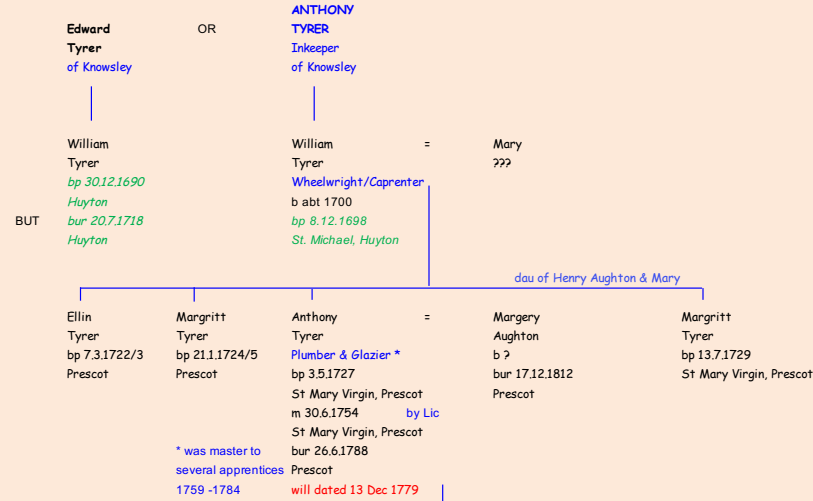 ANTHONY
Edward OR TYRER
Tyrer Inkeeper
of Knowsley of Knowsley
William William = Mary
Tyrer Tyrer ???
bp 30.12.1690 Wheelwright/Caprenter
Huyton b abt 1700
BUT bur 20.7.1718 bp 8.12.1698
Huyton St. Michael, Huyton
dau of Henry Aughton & Mary
Ellin Margritt Anthony = Margery Margritt
Tyrer Tyrer Tyrer Aughton Tyrer
bp 7.3.1722/3 bp 21.1.1724/5 Plumber & Glazier * b ? bp 13.7.1729
Prescot Prescot bp 3.5.1727 bur 17.12.1812 St Mary Virgin, Prescot
St Mary Virgin, Prescot Prescot
m 30.6.1754 by Lic
St Mary Virgin, Prescot
* was master to bur 26.6.1788
several apprentices Prescot
1759 -1784 will dated 13 Dec 1779